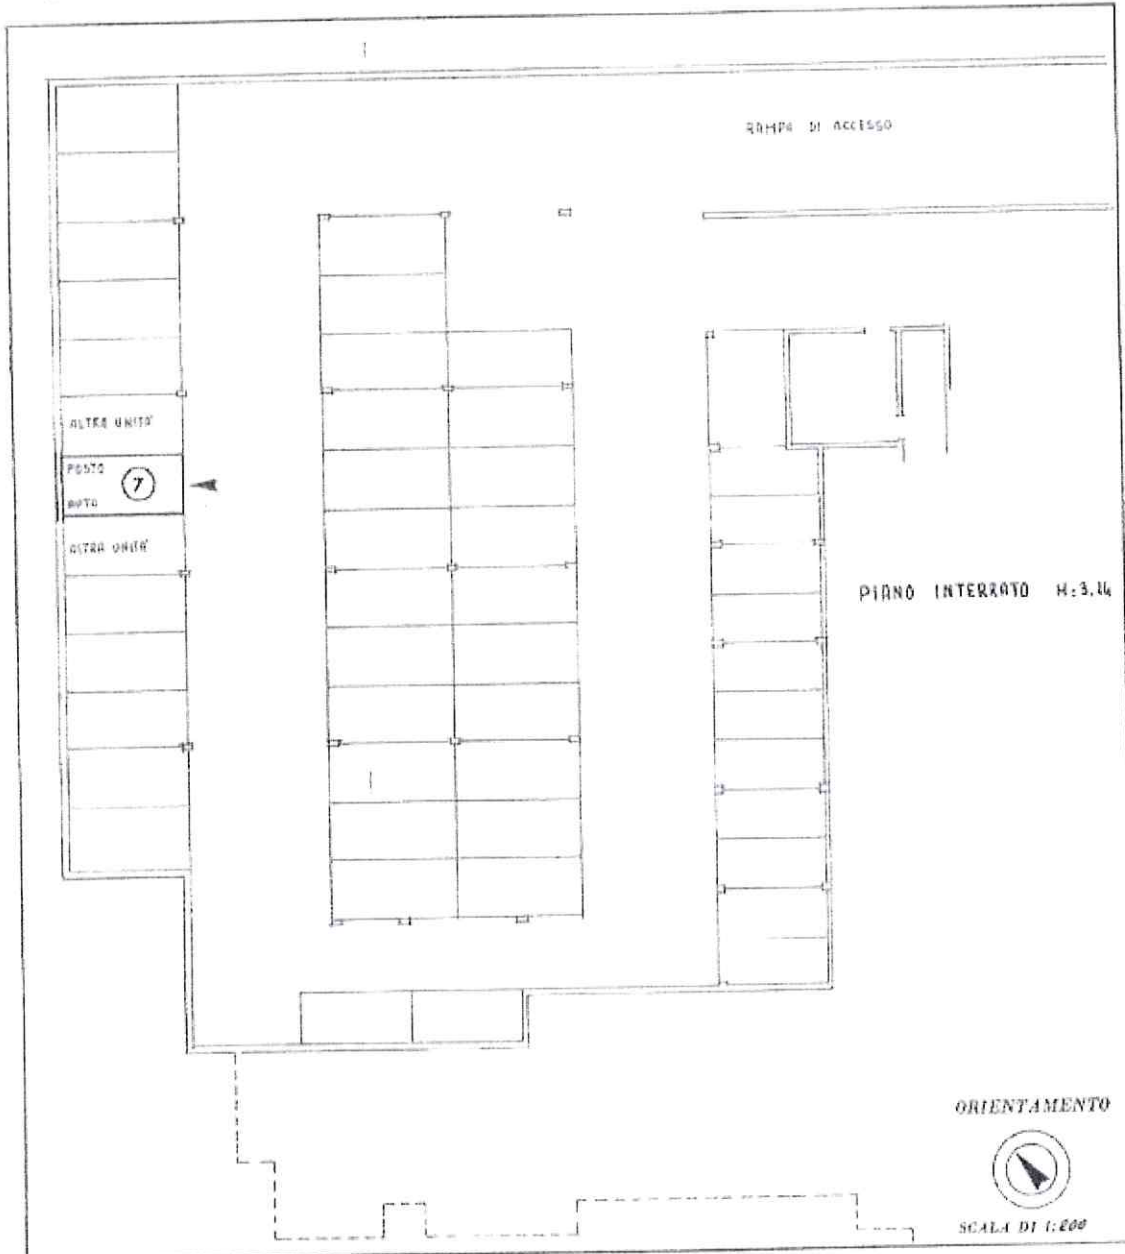 RAMPA DI ACCESSO
ALTRA UNITA'
POSTO
AUTO
7
ALTRA UNITA'
PIANO INTERRATO H:3,14
ORIENTAMENTO
SCALA DI 1:200